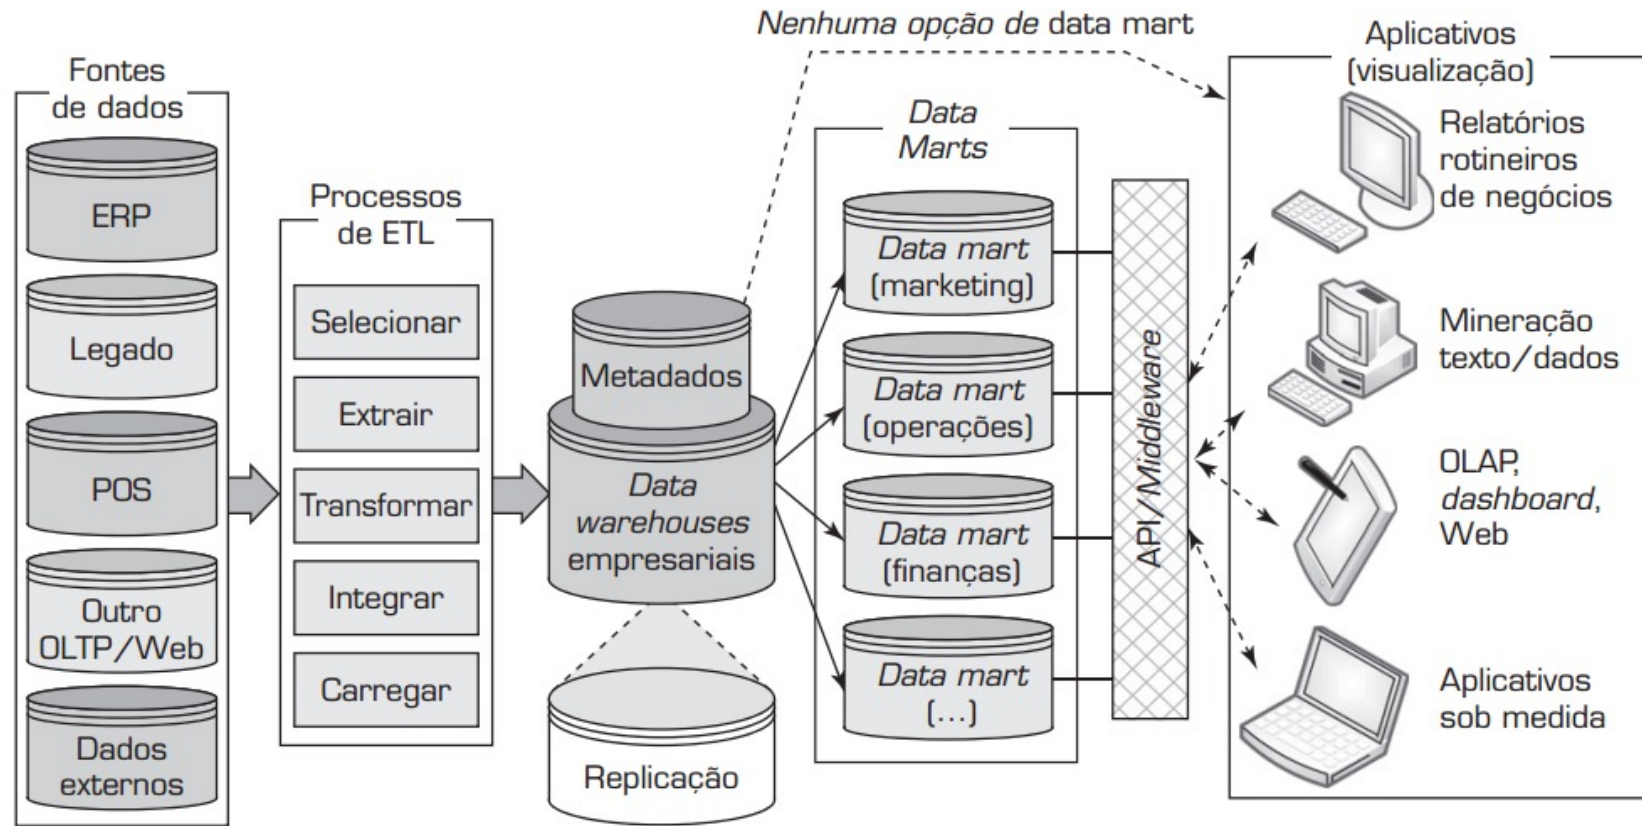 Nenhuma opção de data mart
Fontes
de dados
ERP
Legado
POS
Outro
OLTP/Web
Dados
externos
Processos
de ETL
Selecionar
Extrair
Transformar
Integrar
Carregar
Metadados
Data
warehouses
empresariais
Replicação
Data
Marts
Data mart
(marketing)
Data mart
(operações)
Data mart
(finanças)
Data mart
(...)
API/Middleware
Aplicativos
(visualização)
Relatórios
rotineiros
de negócios
Mineração
texto/dados
OLAP,
dashboard,
Web
Aplicativos
sob medida